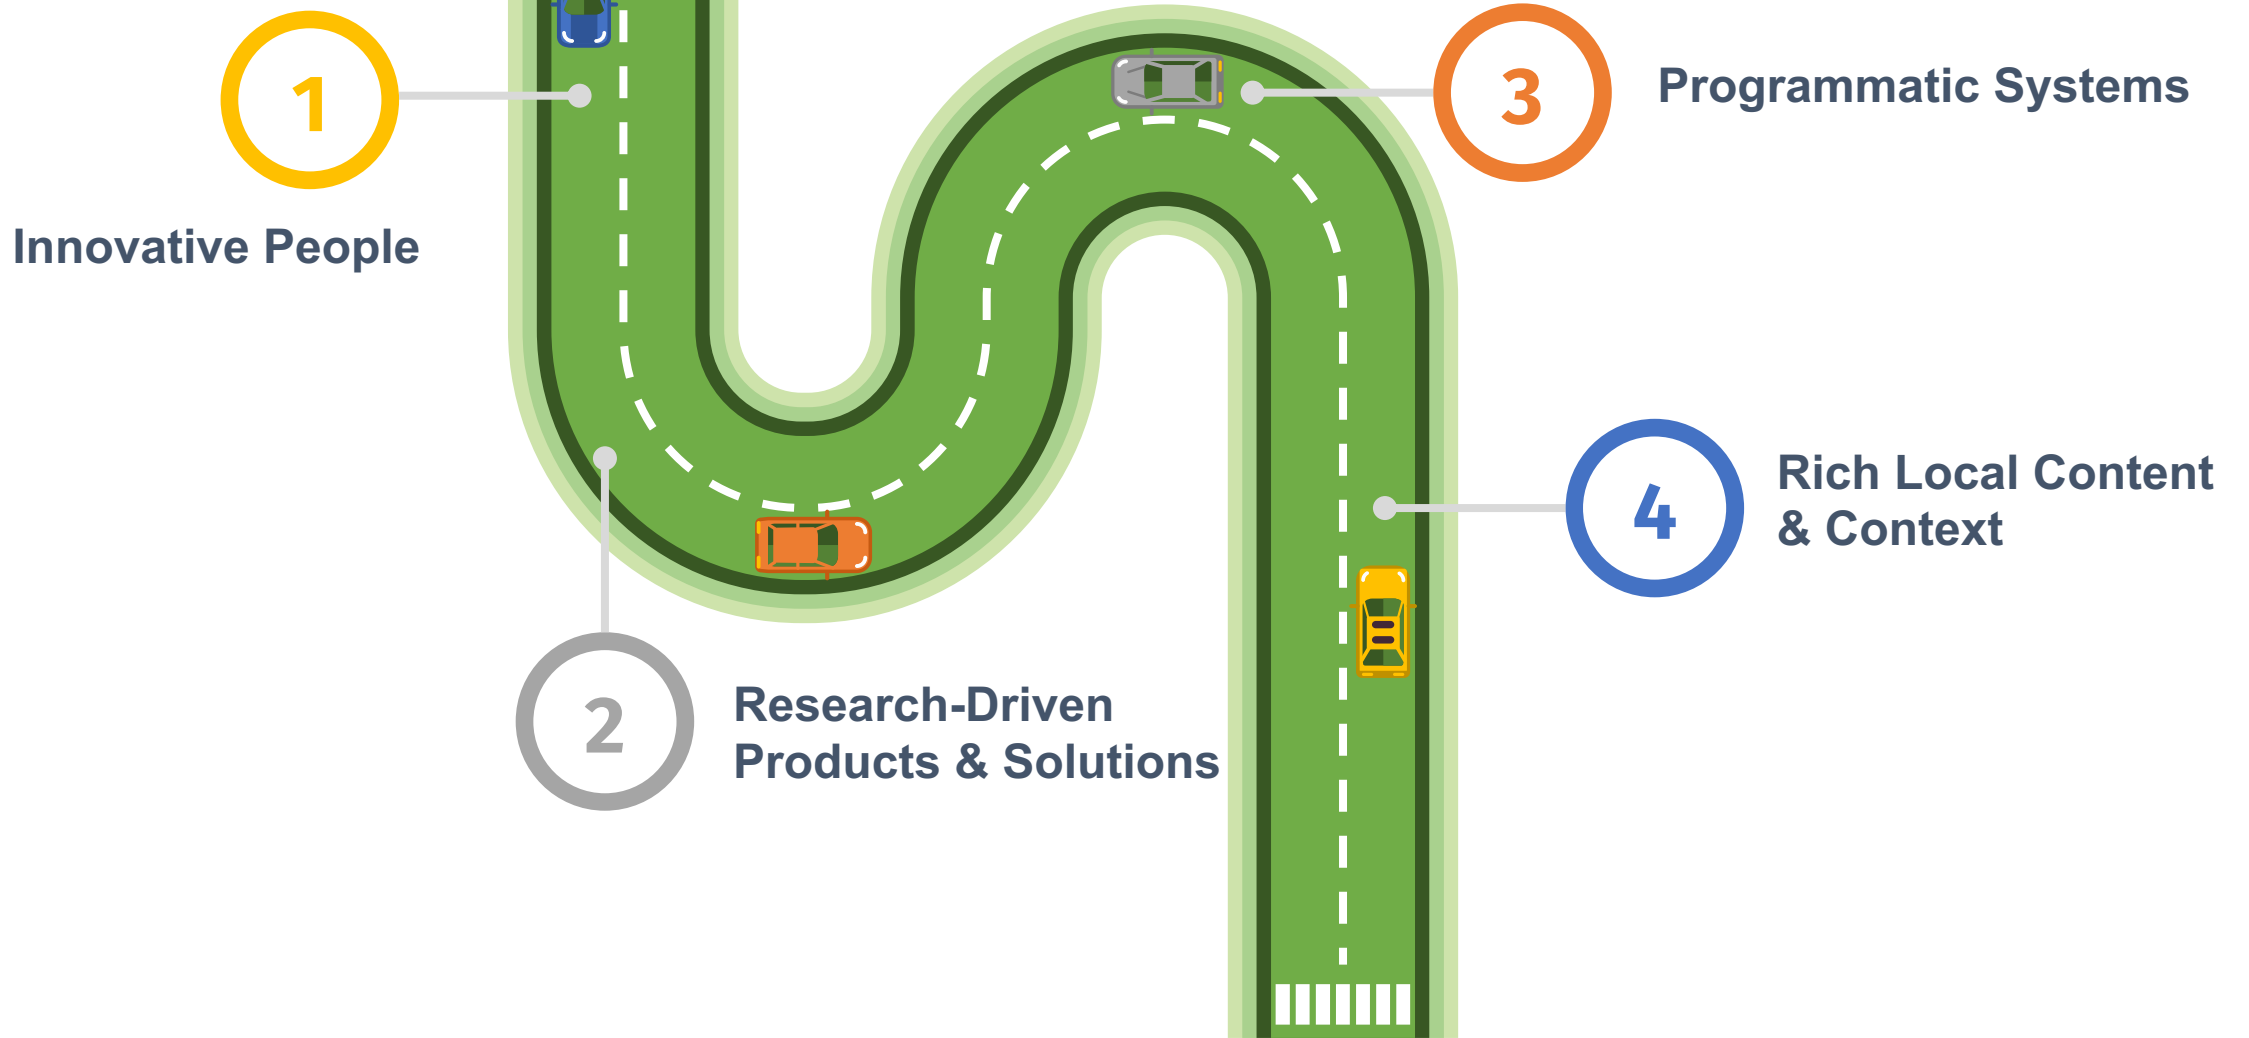 1
Innovative People
2
Research-Driven
Products & Solutions
3
Programmatic Systems
4
Rich Local Content
& Context